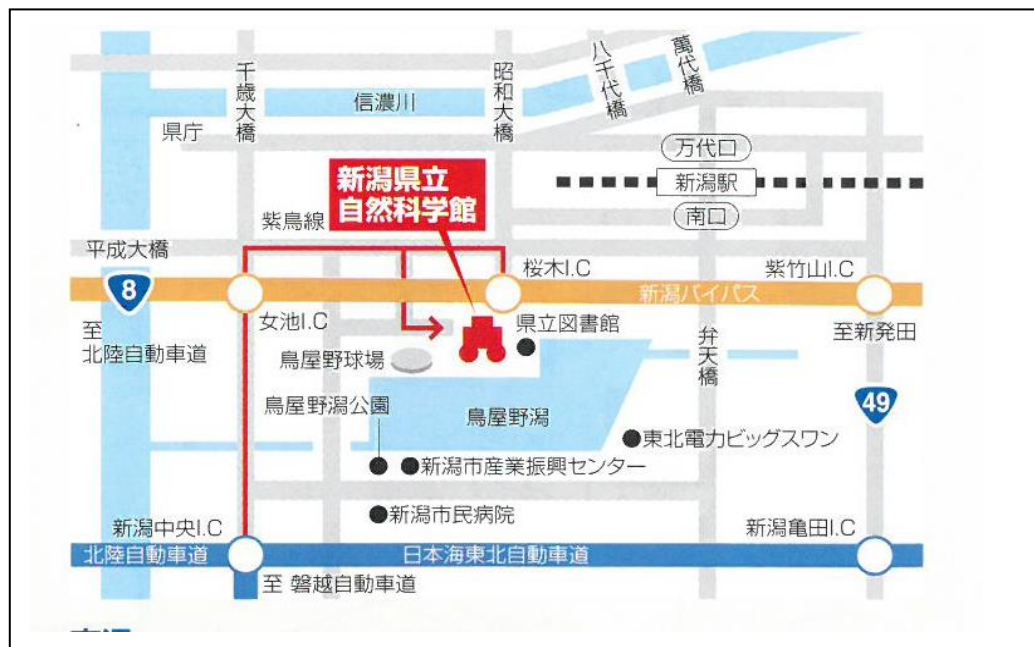 千歳大橋
昭和大橋
八千代橋
萬代橋
信濃川
県庁
万代口
新潟駅
南口
新潟県立
自然科学館
紫鳥線
平成大橋
桜木I.C
紫竹山I.C
8
新潟バイパス
女池I.C
県立図書館
至
北陸自動車道
弁天橋
至新発田
鳥屋野球場
鳥屋野潟公園
鳥屋野潟
49
東北電力ビッグスワン
新潟市産業振興センター
新潟市民病院
新潟中央I.C
新潟亀田I.C
北陸自動車道
日本海東北自動車道
至 磐越自動車道